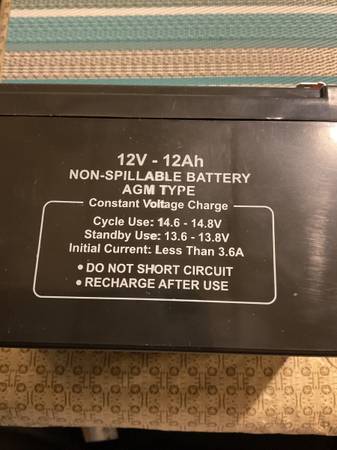 12V - 12Ah
NON-SPILLABLE BATTERY
AGM TYPE
Constant Voltage Charge
Cycle Use: 14.6 - 14.8V
Standby Use: 13.6 - 13.8V
Initial Current: Less Than 3.6A
• DO NOT SHORT CIRCUIT
• RECHARGE AFTER USE